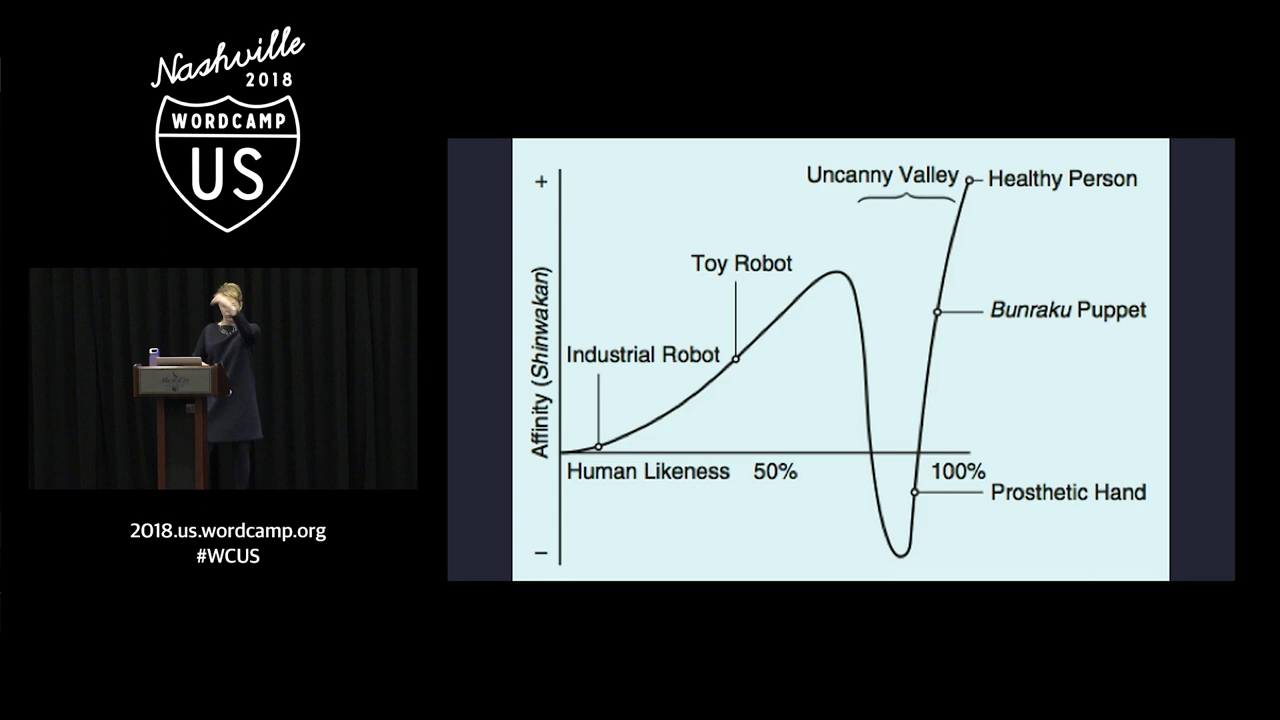 Nashville
2018
WORDCAMP
US
2018.us.wordcamp.org
#WCUS
+
Uncanny Valley
Healthy Person
Toy Robot
Bunraku Puppet
Industrial Robot
Affinity (Shinwakan)
Human Likeness 50% 100%
Prosthetic Hand
–